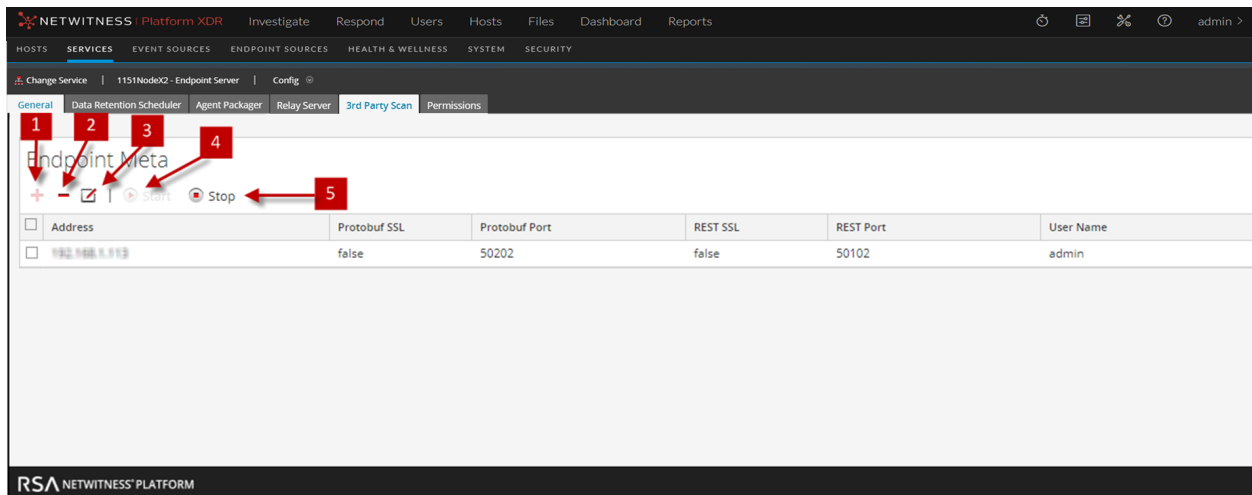 NETWITNESS | Platform XDR Investigate Respond Users Hosts Files Dashboard Reports admin >
HOSTS SERVICES EVENT SOURCES ENDPOINT SOURCES HEALTH & WELLNESS SYSTEM SECURITY
Change Service | 1151NodeX2 - Endpoint Server | Config
General Data Retention Scheduler Agent Packager Relay Server 3rd Party Scan Permissions
1 2 3 4
Endpoint Meta
Start Stop 5
Address Protobuf SSL Protobuf Port REST SSL REST Port User Name
false 50202 false 50102 admin
RSA NETWITNESS® PLATFORM